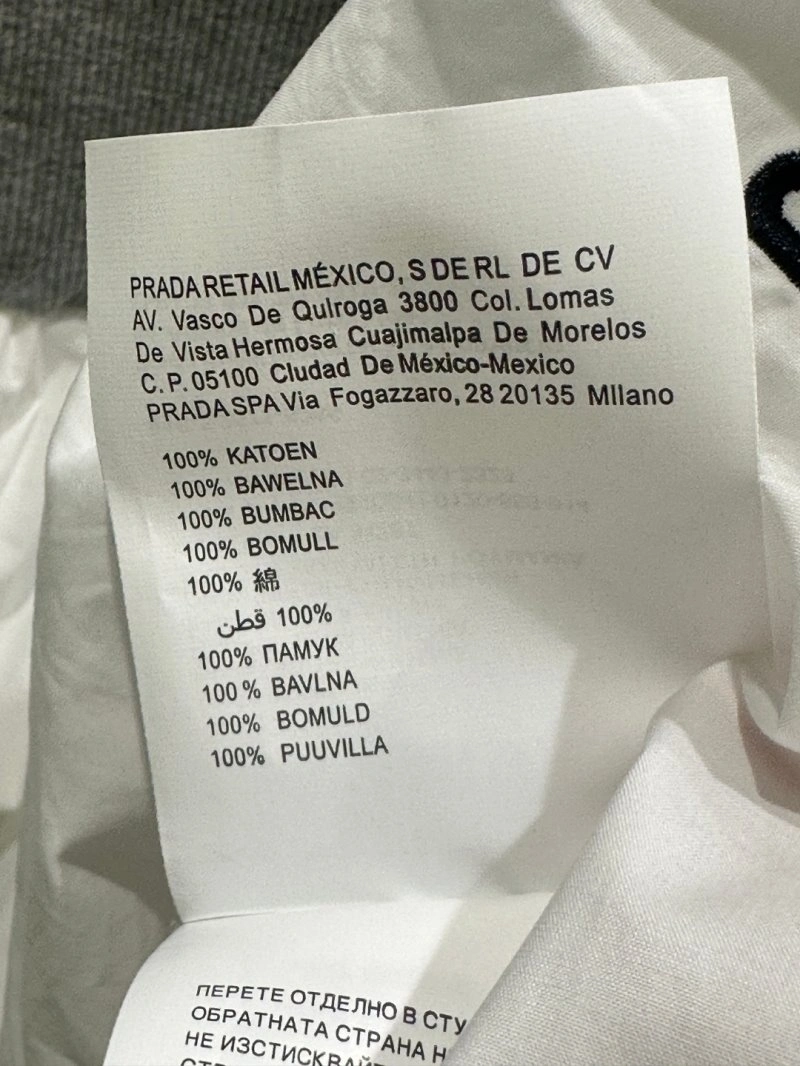 PRADA RETAIL MÉXICO, S DE RL DE CV
AV. Vasco De Qulroga 3800 Col. Lomas
De Vista Hermosa Cuajimalpa De Morelos
C.P. 05100 Cludad De México-Mexico
PRADA SPA Via Fogazzaro, 28 20135 MIlano
100% KATOEN
100% BAWELNA
100% BUMBAC
100% BOMULL
100% 綿
100% قطن
100% ПАМУК
100 % BAVLNA
100% BOMULD
100% PUUVILLA
ПЕРЕТЕ ОТДЕЛНО В СТУ
ОБРАТНАТА СТРАНА Н
НЕ ИЗСТИСКВАЙ